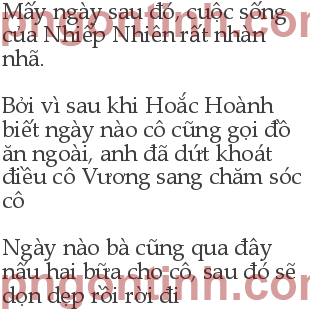 Mấy ngày sau đó, cuộc sống
của Nhiếp Nhiên rất nhàn
nhã.
Bởi vì sau khi Hoắc Hoành
biết ngày nào cô cũng gọi đồ
ăn ngoài, anh đã dứt khoát
điều cô Vương sang chăm sóc
cô
Ngày nào bà cũng qua đây
nấu hai bữa cho cô, sau đó sẽ
dọn dẹp rồi rời đi